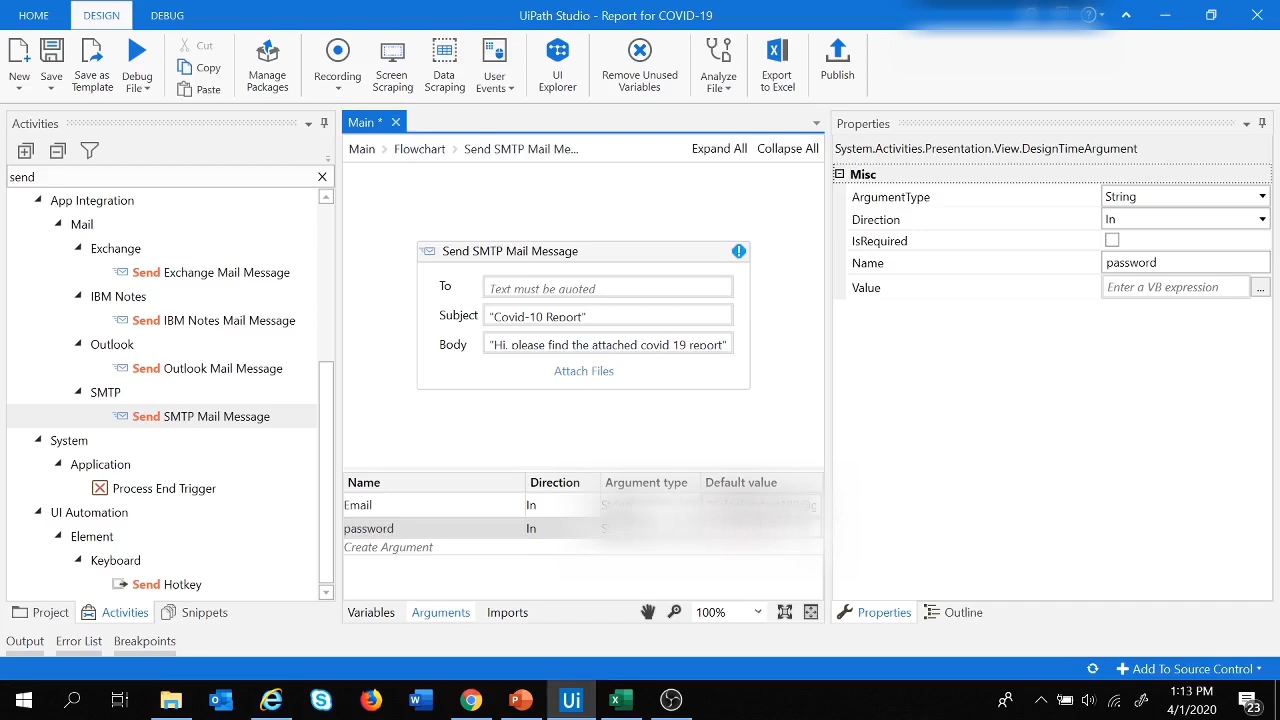 HOME DESIGN DEBUG UiPath Studio - Report for COVID-19
New Save Save as Template Debug File Cut Copy Paste Manage Packages Recording Screen Scraping Data Scraping User Events UI Explorer Remove Unused Variables Analyze File Export to Excel Publish
Activities
send
App Integration
Mail
Exchange
Send Exchange Mail Message
IBM Notes
Send IBM Notes Mail Message
Outlook
Send Outlook Mail Message
SMTP
Send SMTP Mail Message
System
Application
Process End Trigger
UI Automation
Element
Keyboard
Send Hotkey
Project Activities Snippets
Main *
Main > Flowchart > Send SMTP Mail Me... Expand All Collapse All
Send SMTP Mail Message
To Text must be quoted
Subject "Covid-10 Report"
Body "Hi, please find the attached covid 19 report"
Attach Files
Name Direction Argument type Default value
Email In
password In
Create Argument
Variables Arguments Imports 100%
Properties
System.Activities.Presentation.View.DesignTimeArgument
Misc
ArgumentType String
Direction In
IsRequired
Name password
Value Enter a VB expression ...
Properties Outline
Output Error List Breakpoints
Add To Source Control
1:13 PM
4/1/2020
23